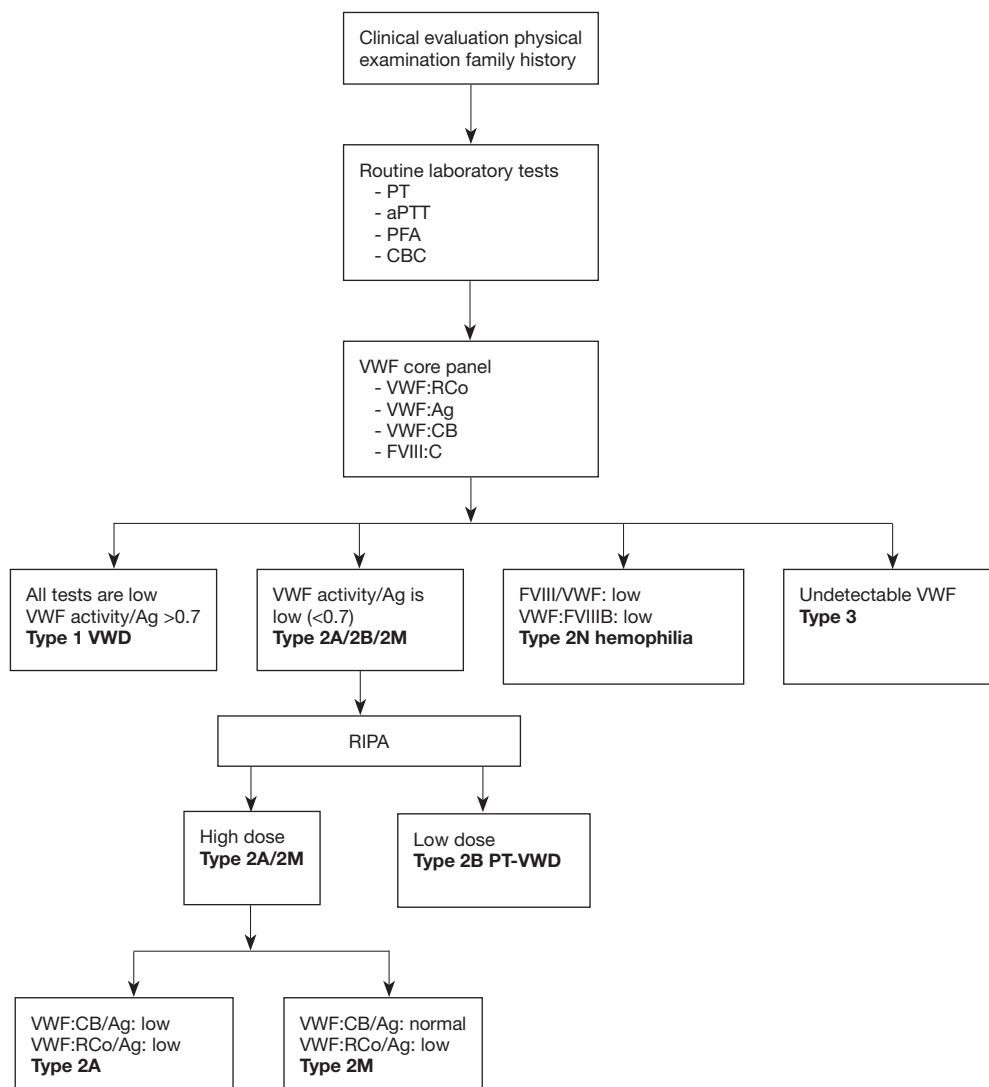 Clinical evaluation physical
examination family history
Routine laboratory tests
- PT
- aPTT
- PFA
- CBC
VWF core panel
- VWF:RCo
- VWF:Ag
- VWF:CB
- FVIII:C
All tests are low
VWF activity/Ag >0.7
Type 1 VWD
VWF activity/Ag is
low (<0.7)
Type 2A/2B/2M
FVIII/VWF: low
VWF:FVIIIB: low
Type 2N hemophilia
Undetectable VWF
Type 3
RIPA
High dose
Type 2A/2M
Low dose
Type 2B PT-VWD
VWF:CB/Ag: low
VWF:RCo/Ag: low
Type 2A
VWF:CB/Ag: normal
VWF:RCo/Ag: low
Type 2M